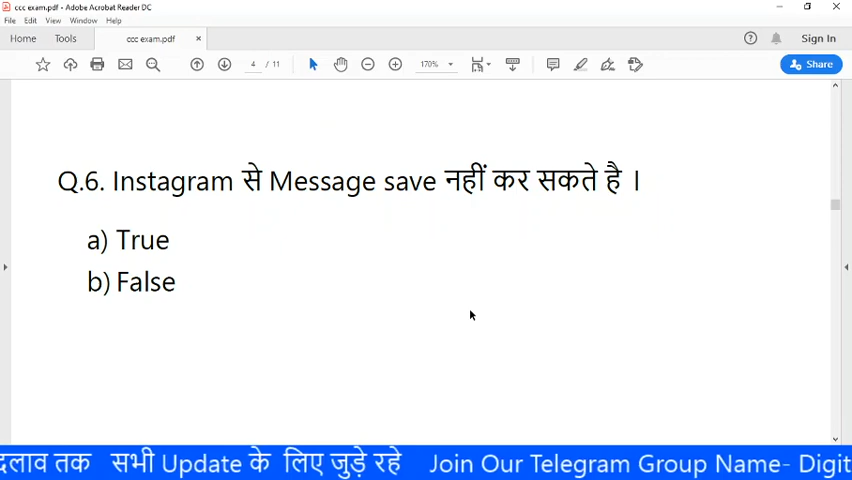 ccc exam.pdf - Adobe Acrobat Reader DC
File Edit View Window Help
Home Tools ccc exam.pdf × Sign In
4 / 11 170% Share
Q.6. Instagram से Message save नहीं कर सकते है ।
a) True
b) False
दलाव तक सभी Update के लिए जुड़े रहे Join Our Telegram Group Name- Digit